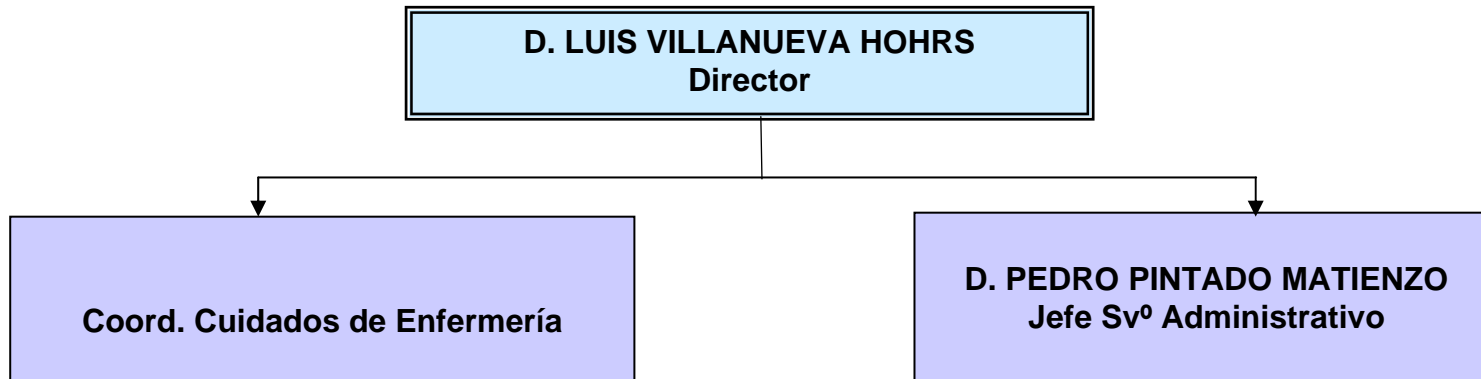 D. LUIS VILLANUEVA HOHRS
Director
Coord. Cuidados de Enfermería
D. PEDRO PINTADO MATIENZO
Jefe Svº Administrativo